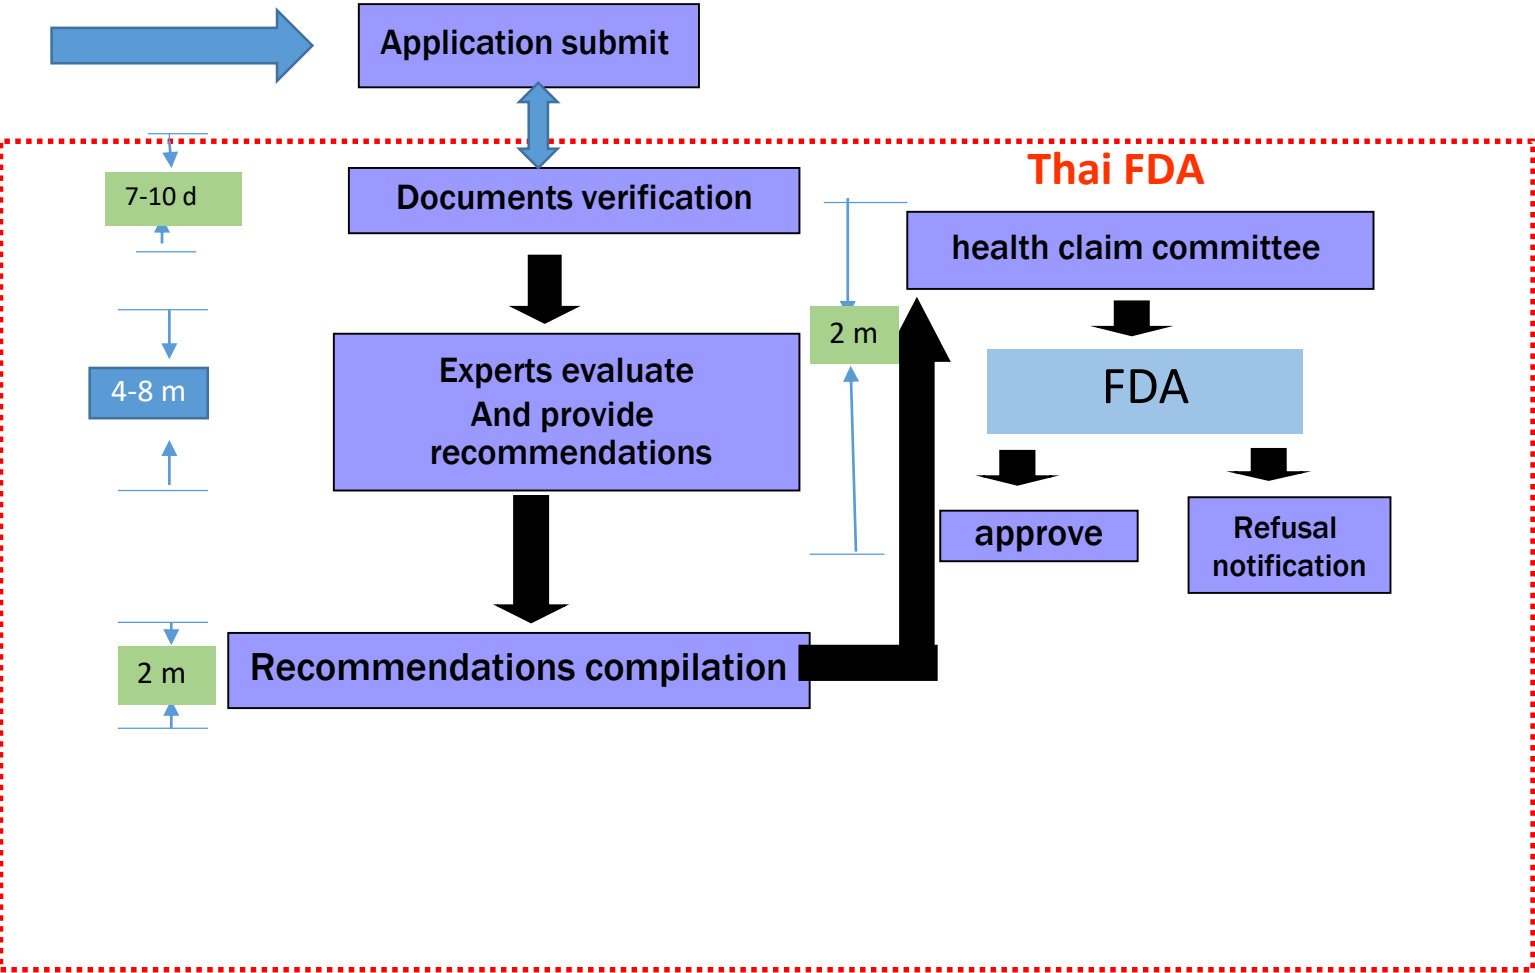 Application submit
Thai FDA
7-10 d
Documents verification
health claim committee
2 m
4-8 m
Experts evaluate
And provide
recommendations
FDA
approve
Refusal
notification
2 m
Recommendations compilation